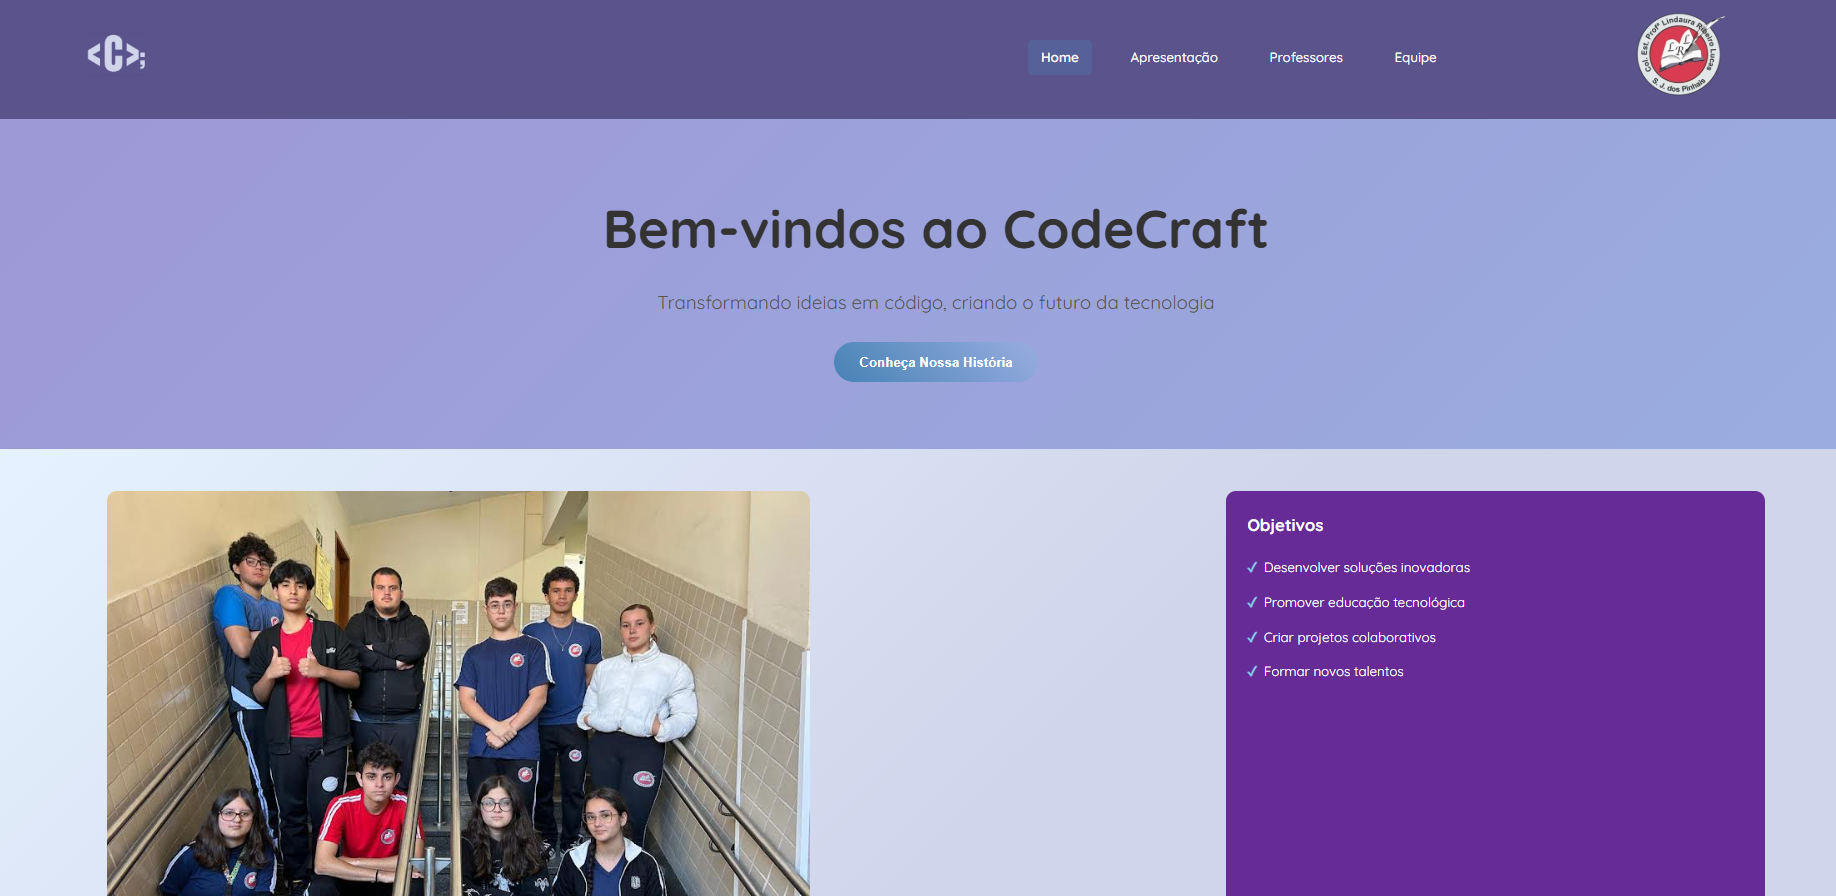 <C>;
Home Apresentação Professores Equipe
Col. Est. Profª Lindaura Ribeiro Lucas
LRL
S. J. dos Pinhais
Bem-vindos ao CodeCraft
Transformando ideias em código, criando o futuro da tecnologia
Conheça Nossa História
Objetivos
✓ Desenvolver soluções inovadoras
✓ Promover educação tecnológica
✓ Criar projetos colaborativos
✓ Formar novos talentos